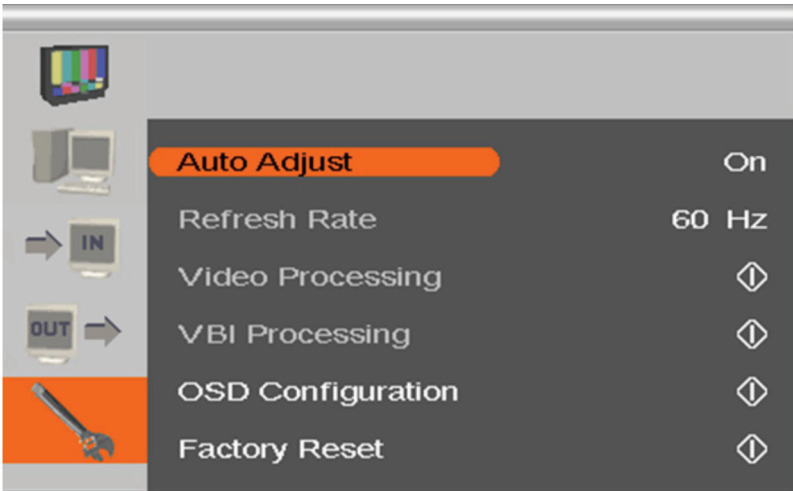 Auto Adjust On
Refresh Rate 60 Hz
IN
Video Processing
OUT
VBI Processing
OSD Configuration
Factory Reset